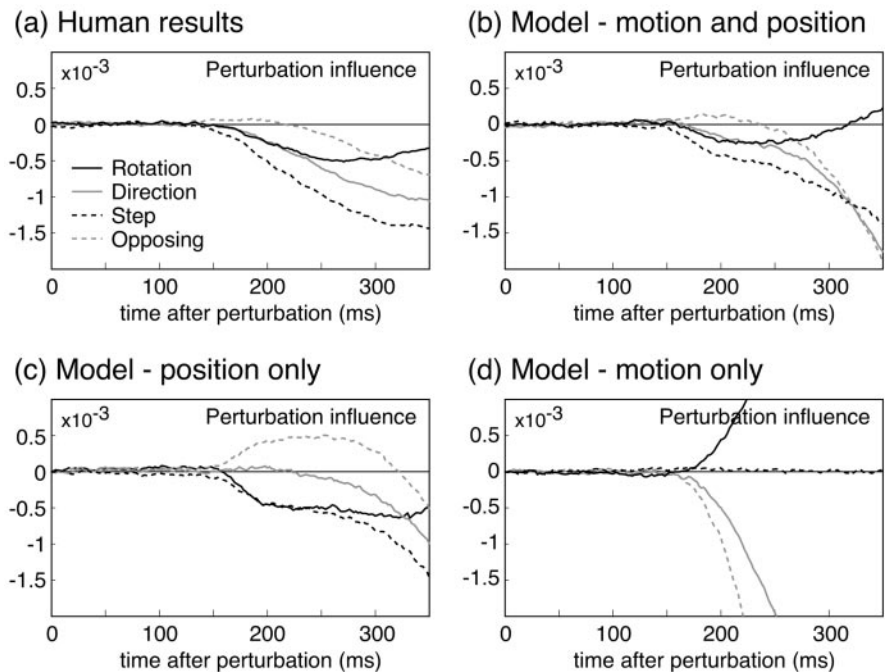 (a) Human results
x10-3
Perturbation influence
0.5
0
-0.5
-1
-1.5
Rotation
Direction
Step
Opposing
0 100 200 300
time after perturbation (ms)
(b) Model - motion and position
x10-3
Perturbation influence
0.5
0
-0.5
-1
-1.5
0 100 200 300
time after perturbation (ms)
(c) Model - position only
x10-3
Perturbation influence
0.5
0
-0.5
-1
-1.5
0 100 200 300
time after perturbation (ms)
(d) Model - motion only
x10-3
Perturbation influence
0.5
0
-0.5
-1
-1.5
0 100 200 300
time after perturbation (ms)